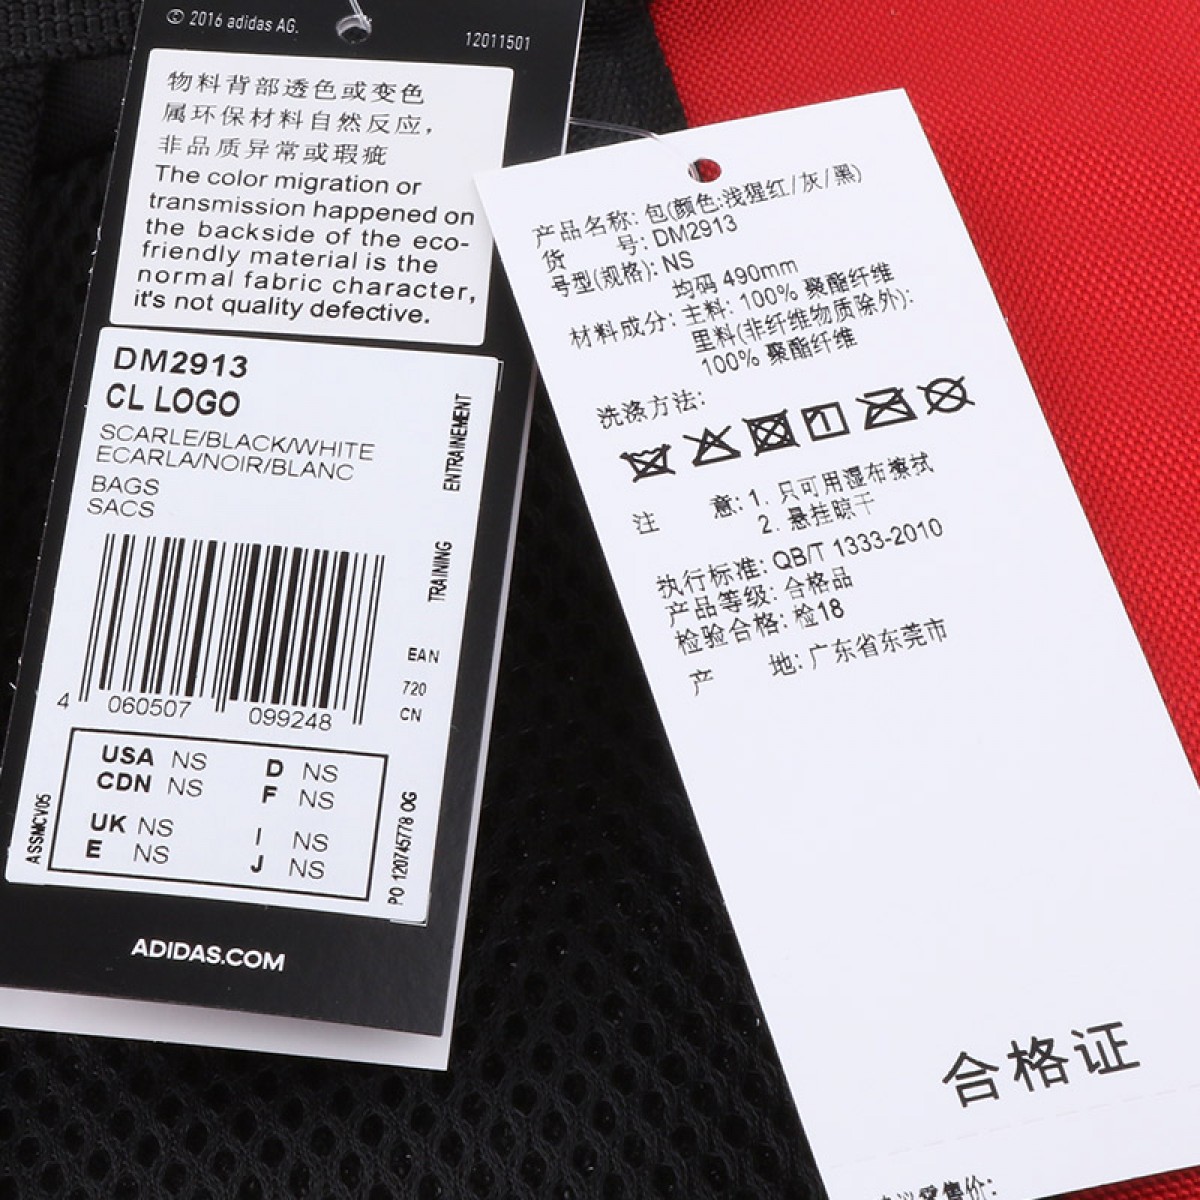 © 2016 adidas AG.
12011501
物料背部透色或变色
属环保材料自然反应，
非品质异常或瑕疵
The color migration or
transmission happened on
the backside of the eco-
friendly material is the
normal fabric character,
it's not quality defective.
DM2913
CL LOGO
SCARLE/BLACK/WHITE
ECARLA/NOIR/BLANC
BAGS
SACS
ENTRAINEMENT
TRAINING
EAN
720
CN
4 060507 099248
USA NS D NS
CDN NS F NS
UK NS I NS
E NS J NS
ASSMCV05
PO 120745778 OG
ADIDAS.COM
产品名称: 包(颜色:浅猩红/灰/黑)
货 号: DM2913
号型(规格): NS
均码 490mm
材料成分: 主料: 100% 聚酯纤维
里料(非纤维物质除外):
100% 聚酯纤维
洗涤方法:
注 意: 1. 只可用湿布擦拭
2. 悬挂晾干
执行标准: QB/T 1333-2010
产品等级: 合格品
检验合格: 检18
产 地: 广东省东莞市
合格证
售价: